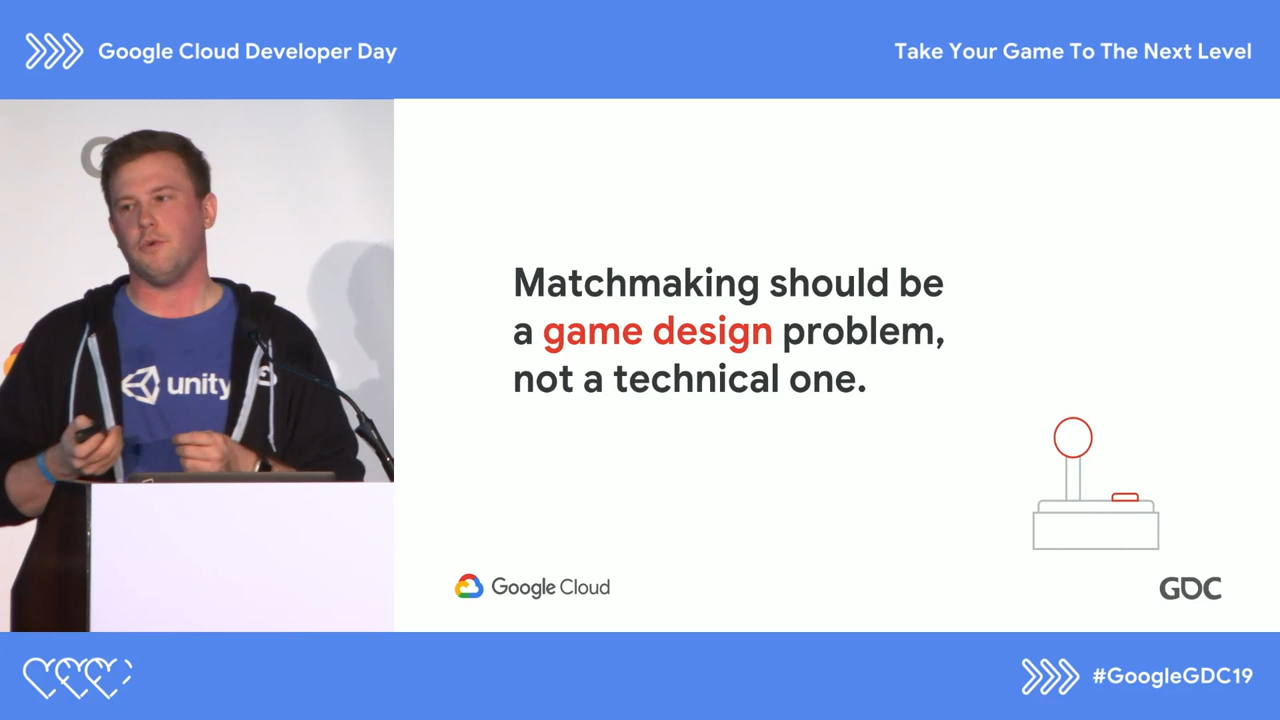 Google Cloud Developer Day
Take Your Game To The Next Level
unity
Matchmaking should be
a game design problem,
not a technical one.
Google Cloud
GDC
#GoogleGDC19